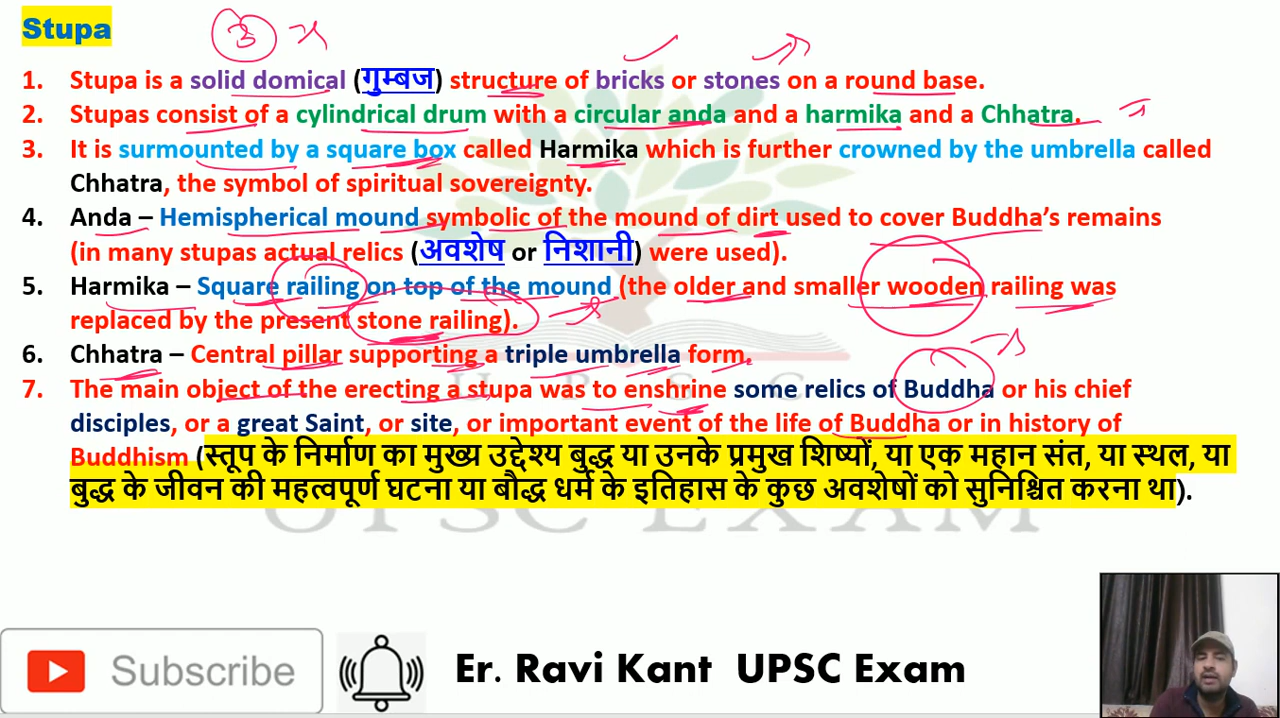 Stupa
1. Stupa is a solid domical (गुम्बज) structure of bricks or stones on a round base.
2. Stupas consist of a cylindrical drum with a circular anda and a harmika and a Chhatra.
3. It is surmounted by a square box called Harmika which is further crowned by the umbrella called
Chhatra, the symbol of spiritual sovereignty.
4. Anda – Hemispherical mound symbolic of the mound of dirt used to cover Buddha's remains
(in many stupas actual relics (अवशेष or निशानी) were used).
5. Harmika – Square railing on top of the mound (the older and smaller wooden railing was
replaced by the present stone railing).
6. Chhatra – Central pillar supporting a triple umbrella form.
7. The main object of the erecting a stupa was to enshrine some relics of Buddha or his chief
disciples, or a great Saint, or site, or important event of the life of Buddha or in history of
Buddhism (स्तूप के निर्माण का मुख्य उद्देश्य बुद्ध या उनके प्रमुख शिष्यों, या एक महान संत, या स्थल, या
बुद्ध के जीवन की महत्वपूर्ण घटना या बौद्ध धर्म के इतिहास के कुछ अवशेषों को सुनिश्चित करना था).
UPSC EXAM
Subscribe
Er. Ravi Kant UPSC Exam